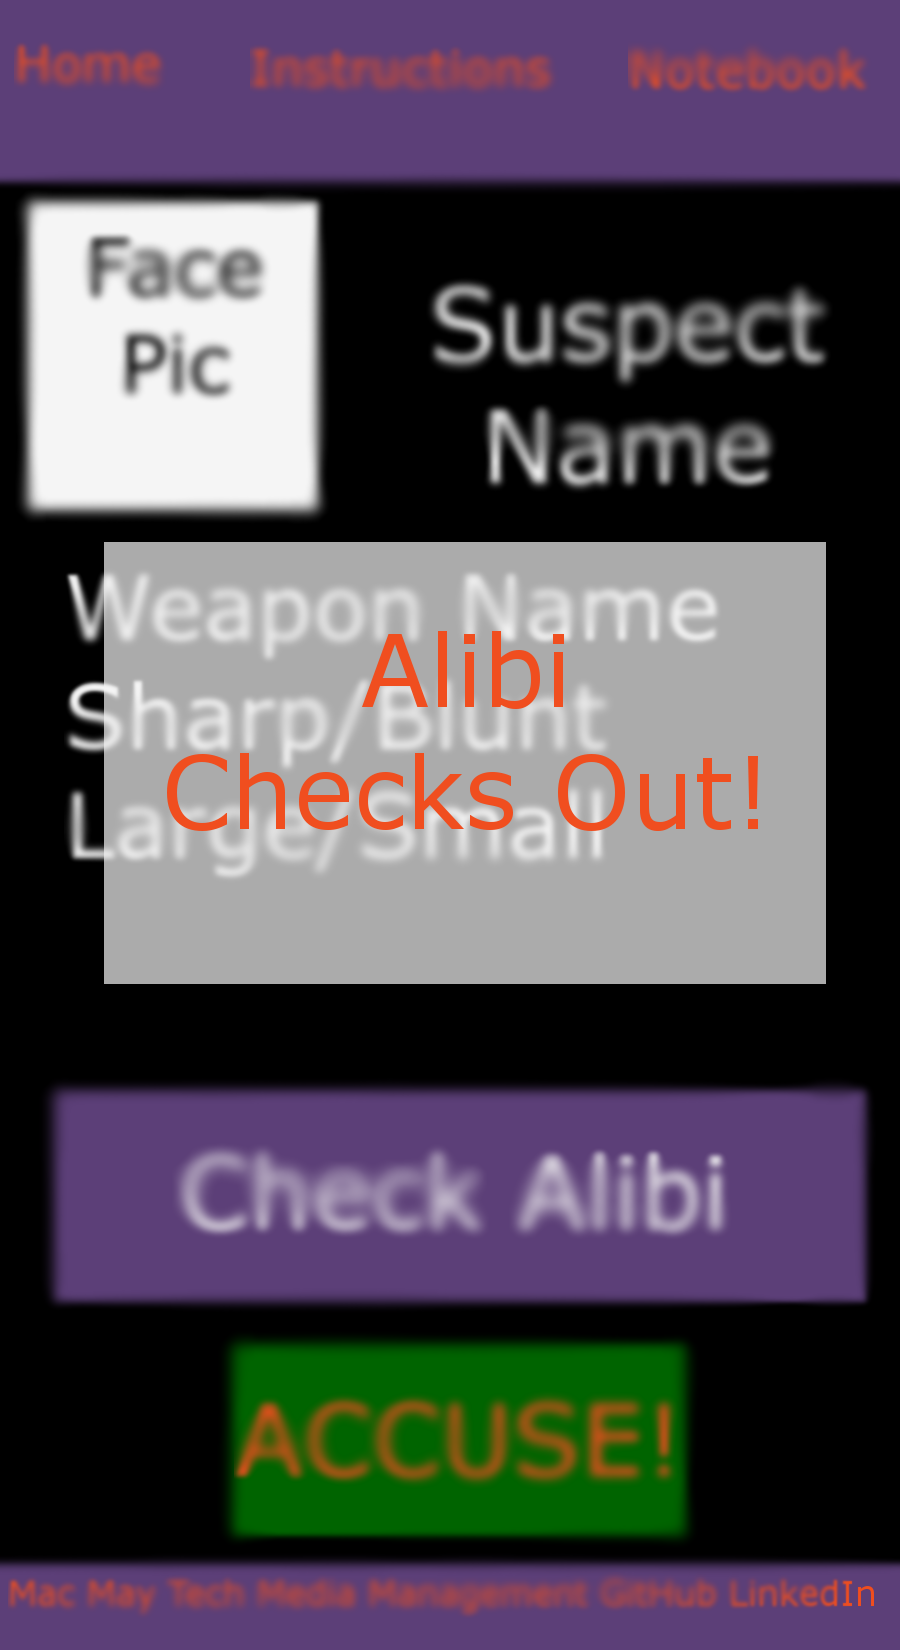 Home Instructions Notebook
Face
Pic
Suspect
Name
Weapon Name
Sharp/Blunt
Large/Small
Alibi
Checks Out!
Check Alibi
ACCUSE!
Mac May Tech Media Management GitHub LinkedIn